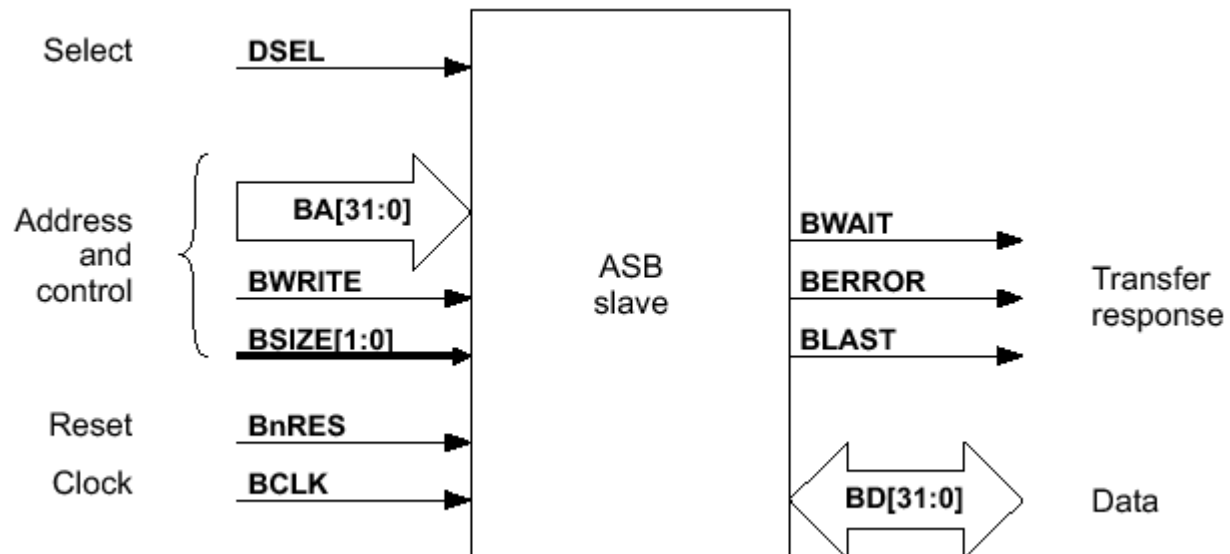 Select
DSEL
Address
and
control
BA[31:0]
BWRITE
BSIZE[1:0]
Reset
BnRES
Clock
BCLK
ASB
slave
BWAIT
BERROR
BLAST
Transfer
response
BD[31:0]
Data